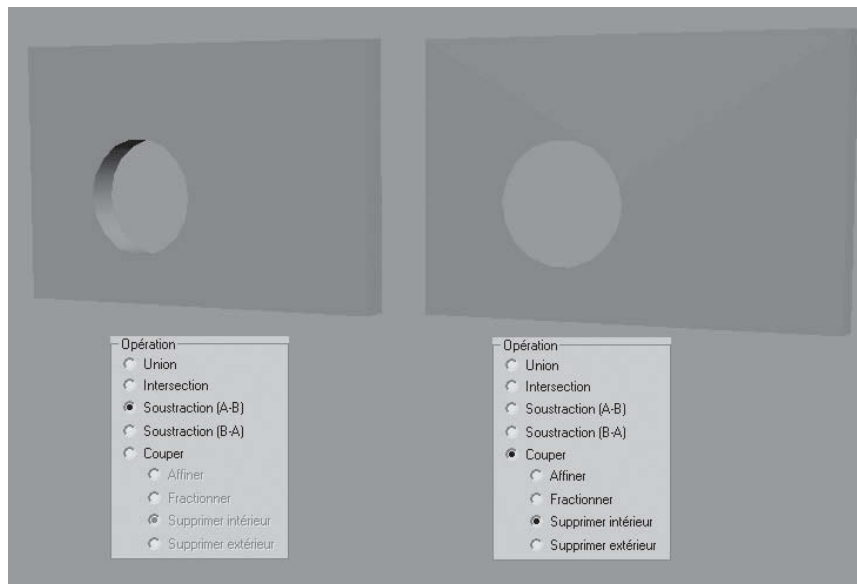 Opération
Union
Intersection
Soustraction (A-B)
Soustraction (B-A)
Couper
Affiner
Fractionner
Supprimer intérieur
Supprimer extérieur
Opération
Union
Intersection
Soustraction (A-B)
Soustraction (B-A)
Couper
Affiner
Fractionner
Supprimer intérieur
Supprimer extérieur